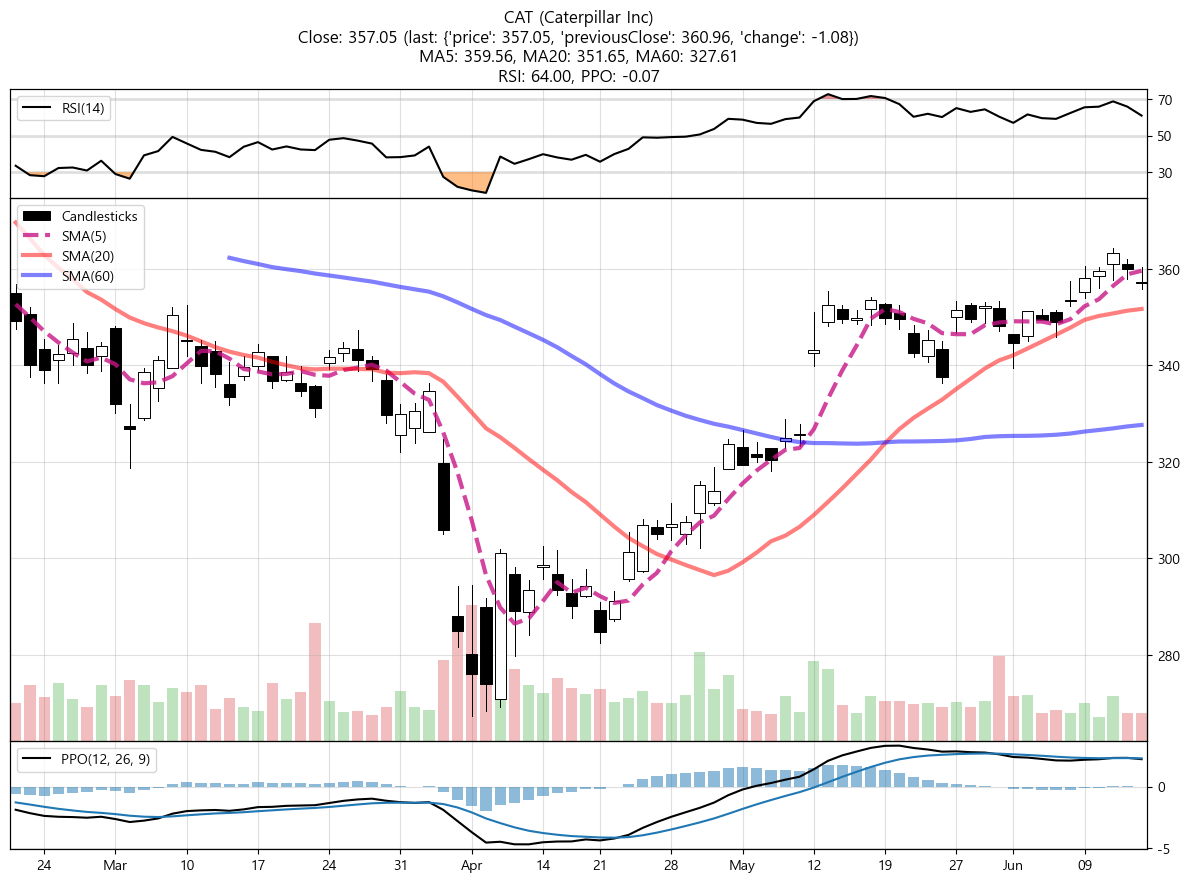 CAT (Caterpillar Inc)
Close: 357.05 (last: {'price': 357.05, 'previousClose': 360.96, 'change': -1.08})
MA5: 359.56, MA20: 351.65, MA60: 327.61
RSI: 64.00, PPO: -0.07
RSI(14)
70
50
30
Candlesticks
SMA(5)
SMA(20)
SMA(60)
360
340
320
300
280
PPO(12, 26, 9)
0
-5
24 Mar 10 17 24 31 Apr 14 21 28 May 12 19 27 Jun 09